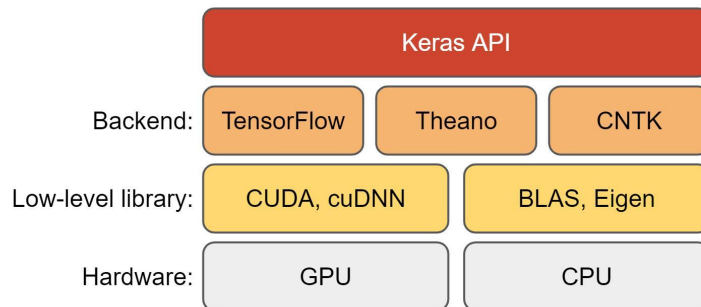 Keras API
Backend: TensorFlow Theano CNTK
Low-level library: CUDA, cuDNN BLAS, Eigen
Hardware: GPU CPU